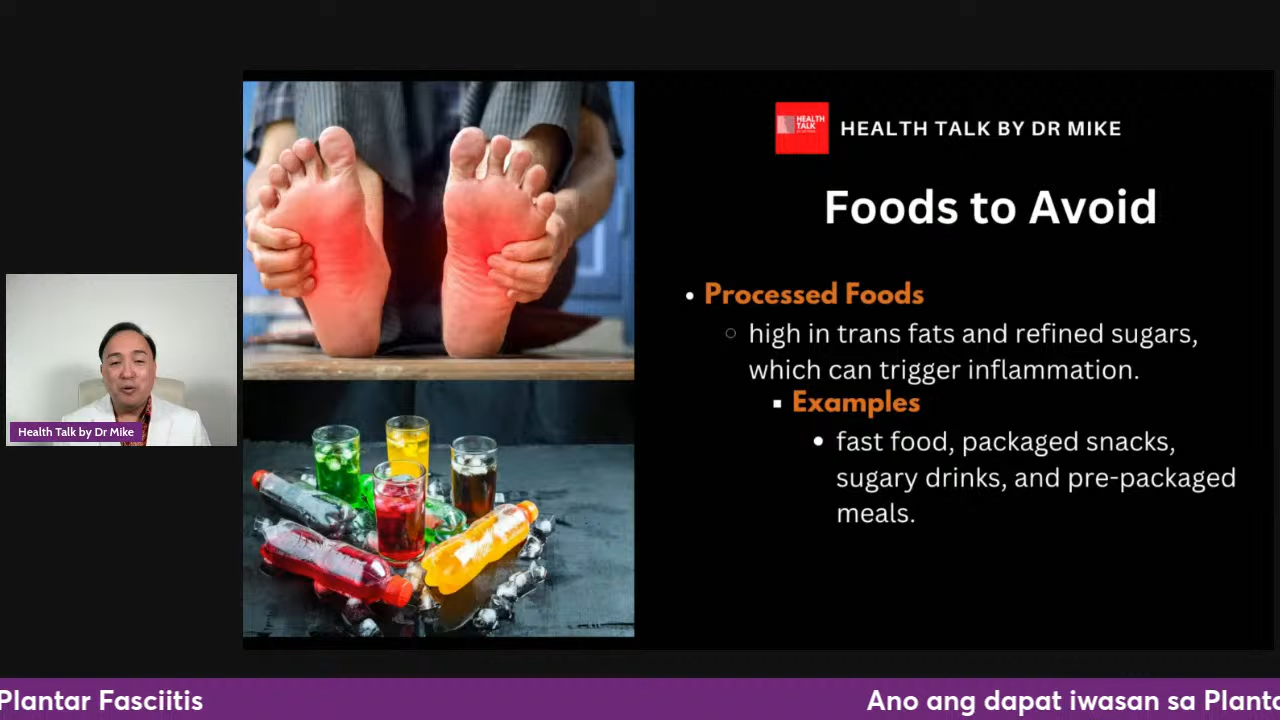 HEALTH
TALK
HEALTH TALK BY DR MIKE
Foods to Avoid
Processed Foods
high in trans fats and refined sugars,
which can trigger inflammation.
Examples
fast food, packaged snacks,
sugary drinks, and pre-packaged
meals.
Health Talk by Dr Mike
Plantar Fasciitis
Ano ang dapat iwasan sa